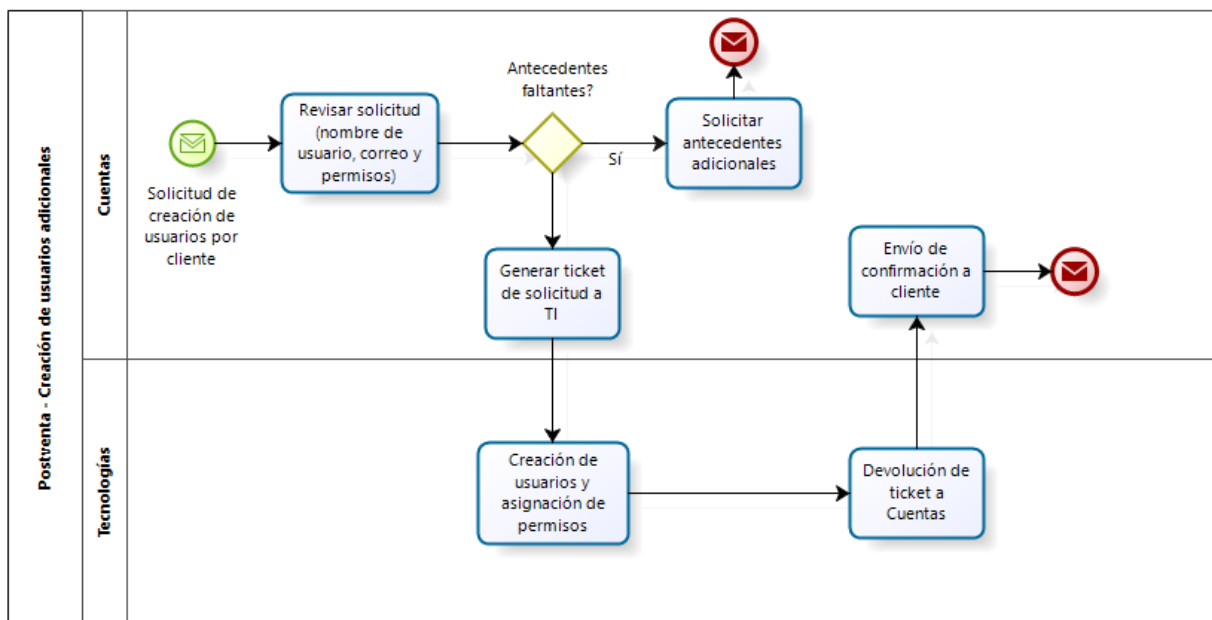 Postventa - Creación de usuarios adicionales
Cuentas
Solicitud de
creación de
usuarios por
cliente
Revisar solicitud
(nombre de
usuario, correo y
permisos)
Antecedentes
faltantes?
Sí
Solicitar
antecedentes
adicionales
Generar ticket
de solicitud a
TI
Envío de
confirmación a
cliente
Tecnologías
Creación de
usuarios y
asignación de
permisos
Devolución de
ticket a
Cuentas